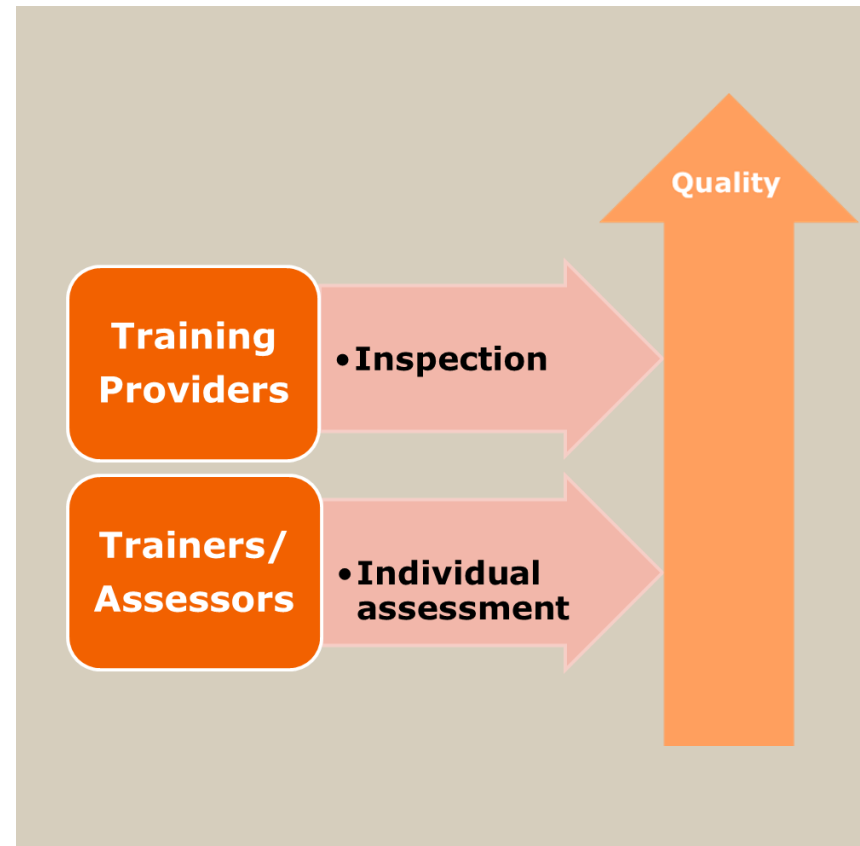 Quality
Training
Providers
•Inspection
Trainers/
Assessors
•Individual
assessment